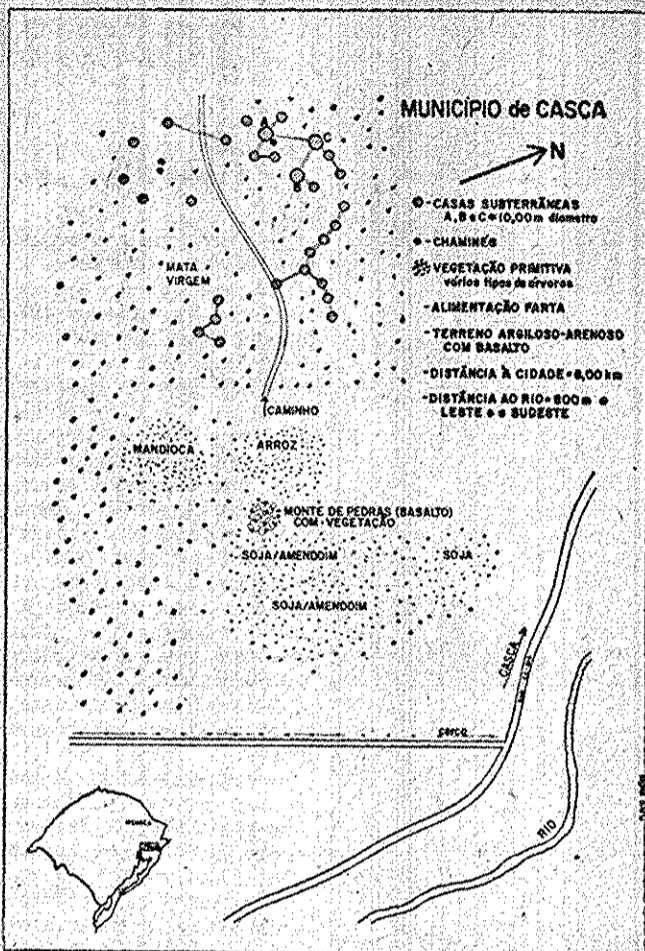 MUNICÍPIO de CASCA
N
A
C
B
- CASAS SUBTERRÂNEAS
A, B e C = 10,00m diametro
- CHAMINÉS
VEGETAÇÃO PRIMITIVA
vários tipos de árvores
- ALIMENTAÇÃO FARTA
- TERRENO ARGILOSO-ARENOSO
COM BASALTO
- DISTÂNCIA À CIDADE = 6,00 km
- DISTÂNCIA AO RIO = 800m a
LESTE e a SUDESTE
MATA
VIRGEM
CAMINHO
MANDIOCA
ARROZ
MONTE DE PEDRAS (BASALTO)
COM VEGETAÇÃO
SOJA/AMENDOIM
SOJA
SOJA/AMENDOIM
CASCA
cerca
RIO